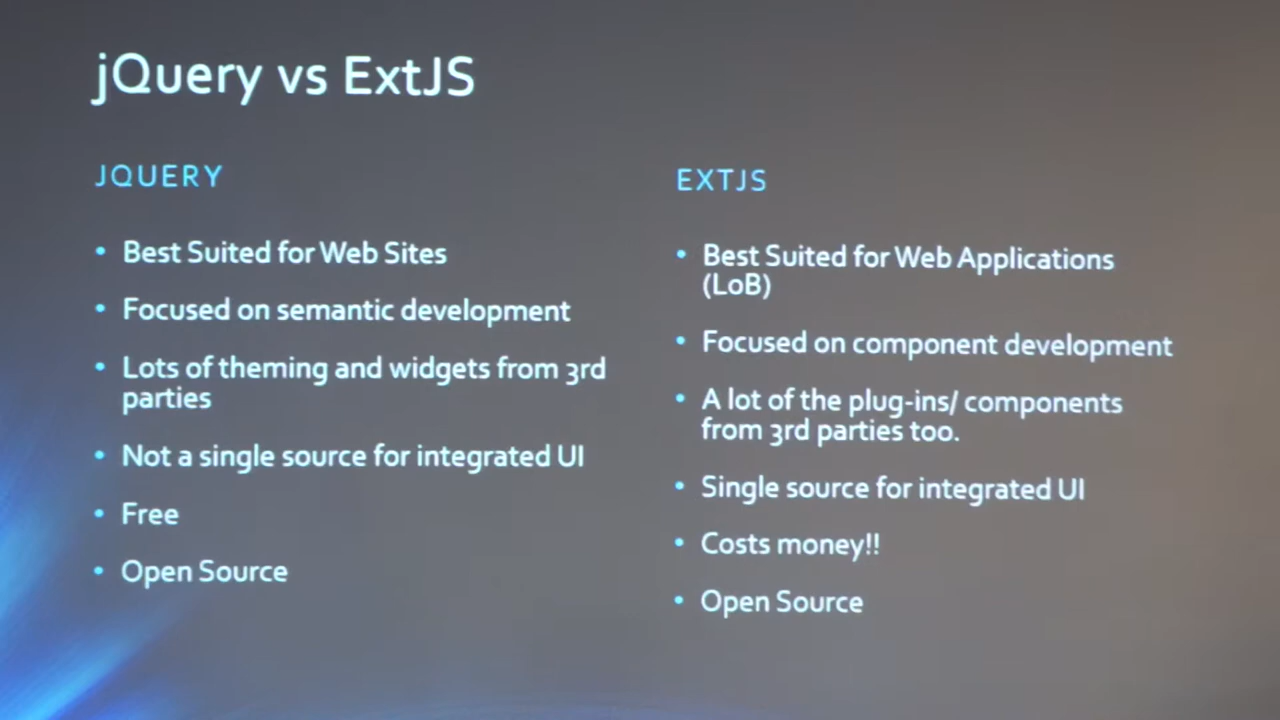 jQuery vs ExtJS
JQUERY
• Best Suited for Web Sites
• Focused on semantic development
• Lots of theming and widgets from 3rd
parties
• Not a single source for integrated UI
• Free
• Open Source
EXTJS
• Best Suited for Web Applications
(LoB)
• Focused on component development
• A lot of the plug-ins/ components
from 3rd parties too.
• Single source for integrated UI
• Costs money!!
• Open Source